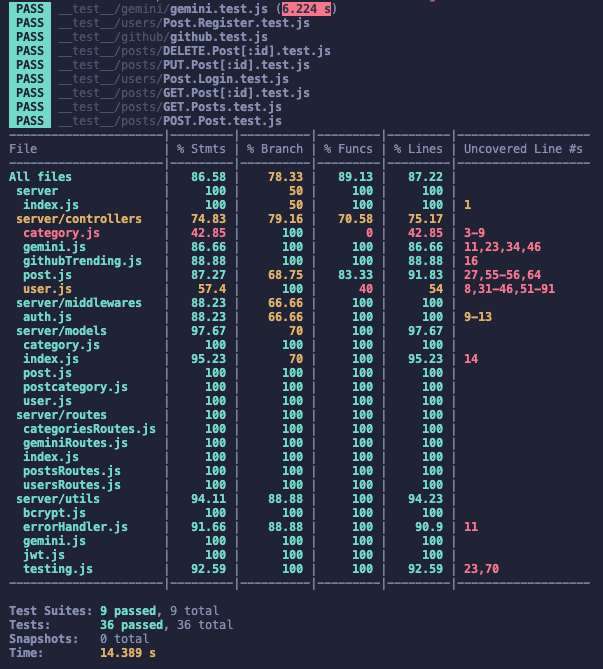 PASS __test__/gemini/gemini.test.js (6.224 s)
PASS __test__/users/Post.Register.test.js
PASS __test__/github/github.test.js
PASS __test__/posts/DELETE.Post[:id].test.js
PASS __test__/posts/PUT.Post[:id].test.js
PASS __test__/users/Post.Login.test.js
PASS __test__/posts/GET.Post[:id].test.js
PASS __test__/posts/GET.Posts.test.js
PASS __test__/posts/POST.Post.test.js
File | % Stmts | % Branch | % Funcs | % Lines | Uncovered Line #s
All files | 86.58 | 78.33 | 89.13 | 87.22 |
server | 100 | 50 | 100 | 100 |
index.js | 100 | 50 | 100 | 100 | 1
server/controllers | 74.83 | 79.16 | 70.58 | 75.17 |
category.js | 42.85 | 100 | 0 | 42.85 | 3-9
gemini.js | 86.66 | 100 | 100 | 86.66 | 11,23,34,46
githubTrending.js | 88.88 | 100 | 100 | 88.88 | 16
post.js | 87.27 | 68.75 | 83.33 | 91.83 | 27,55-56,64
user.js | 57.4 | 100 | 40 | 54 | 8,31-46,51-91
server/middlewares | 88.23 | 66.66 | 100 | 100 |
auth.js | 88.23 | 66.66 | 100 | 100 | 9-13
server/models | 97.67 | 70 | 100 | 97.67 |
category.js | 100 | 100 | 100 | 100 |
index.js | 95.23 | 70 | 100 | 95.23 | 14
post.js | 100 | 100 | 100 | 100 |
postcategory.js | 100 | 100 | 100 | 100 |
user.js | 100 | 100 | 100 | 100 |
server/routes | 100 | 100 | 100 | 100 |
categoriesRoutes.js | 100 | 100 | 100 | 100 |
geminiRoutes.js | 100 | 100 | 100 | 100 |
index.js | 100 | 100 | 100 | 100 |
postsRoutes.js | 100 | 100 | 100 | 100 |
usersRoutes.js | 100 | 100 | 100 | 100 |
server/utils | 94.11 | 88.88 | 100 | 94.23 |
bcrypt.js | 100 | 100 | 100 | 100 |
errorHandler.js | 91.66 | 88.88 | 100 | 90.9 | 11
gemini.js | 100 | 100 | 100 | 100 |
jwt.js | 100 | 100 | 100 | 100 |
testing.js | 92.59 | 100 | 100 | 92.59 | 23,70
Test Suites: 9 passed, 9 total
Tests: 36 passed, 36 total
Snapshots: 0 total
Time: 14.389 s